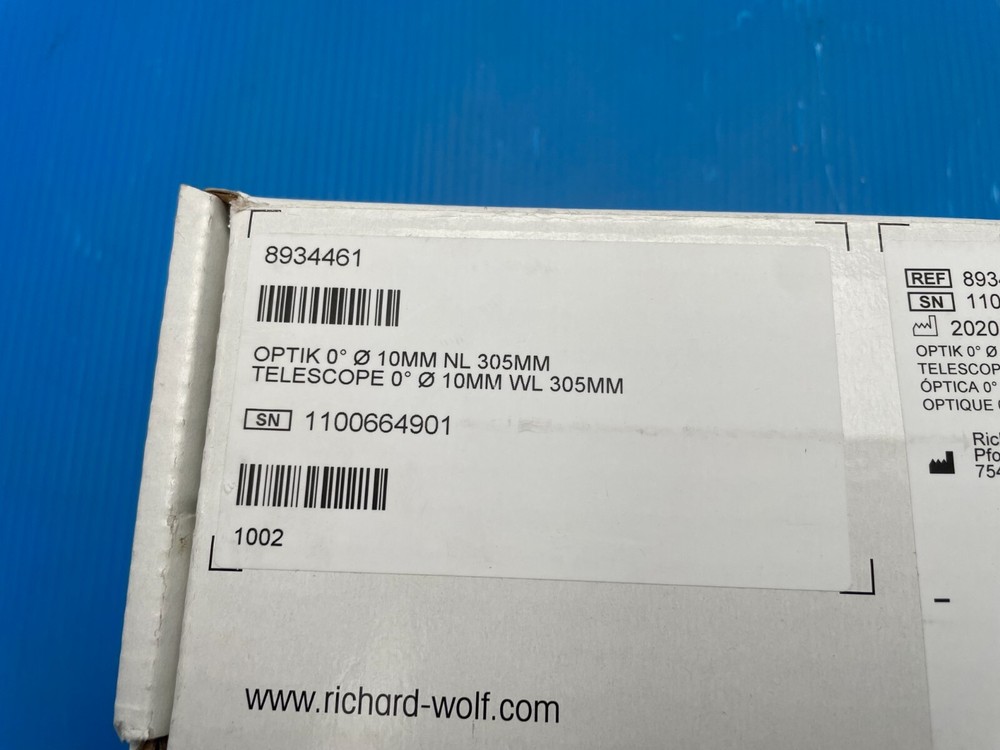 8934461
OPTIK 0° Ø 10MM NL 305MM
TELESCOPE 0° Ø 10MM WL 305MM
SN 1100664901
1002
www.richard-wolf.com
REF 893
SN 110
2020
OPTIK 0° Ø
TELESCOP
ÓPTICA 0°
OPTIQUE
Ric
Pfo
754